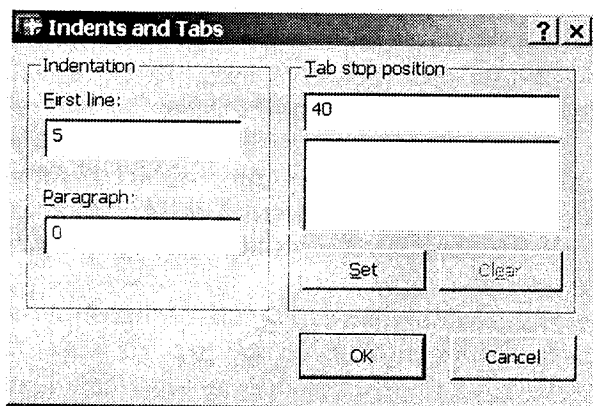 Indents and Tabs
? ×
Indentation
First line:
5
Paragraph:
0
Tab stop position
40
Set
Clear
OK
Cancel